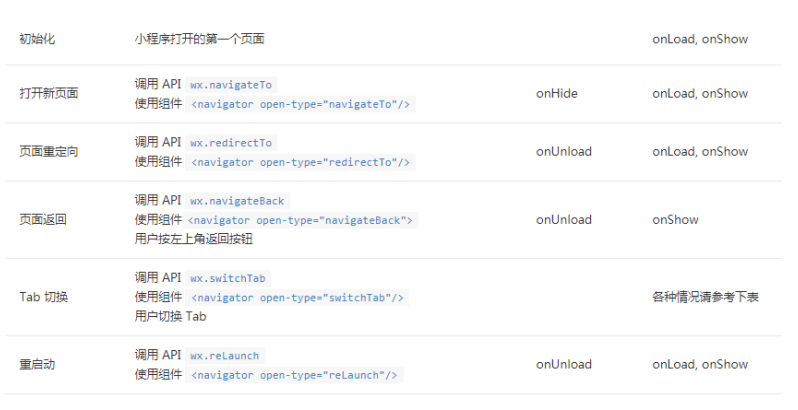 初始化 小程序打开的第一个页面 onLoad, onShow
打开新页面 调用 API wx.navigateTo
使用组件 <navigator open-type="navigateTo"/> onHide onLoad, onShow
页面重定向 调用 API wx.redirectTo
使用组件 <navigator open-type="redirectTo"/> onUnload onLoad, onShow
页面返回 调用 API wx.navigateBack
使用组件 <navigator open-type="navigateBack"> onUnload onShow
用户按左上角返回按钮
Tab 切换 调用 API wx.switchTab
使用组件 <navigator open-type="switchTab"/> 各种情况请参考下表
用户切换 Tab
重启动 调用 API wx.reLaunch
使用组件 <navigator open-type="reLaunch"/> onUnload onLoad, onShow